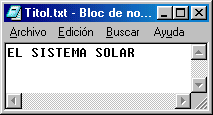 Titol.txt - Bloc de no...
Archivo Edición Buscar Ayuda
EL SISTEMA SOLAR